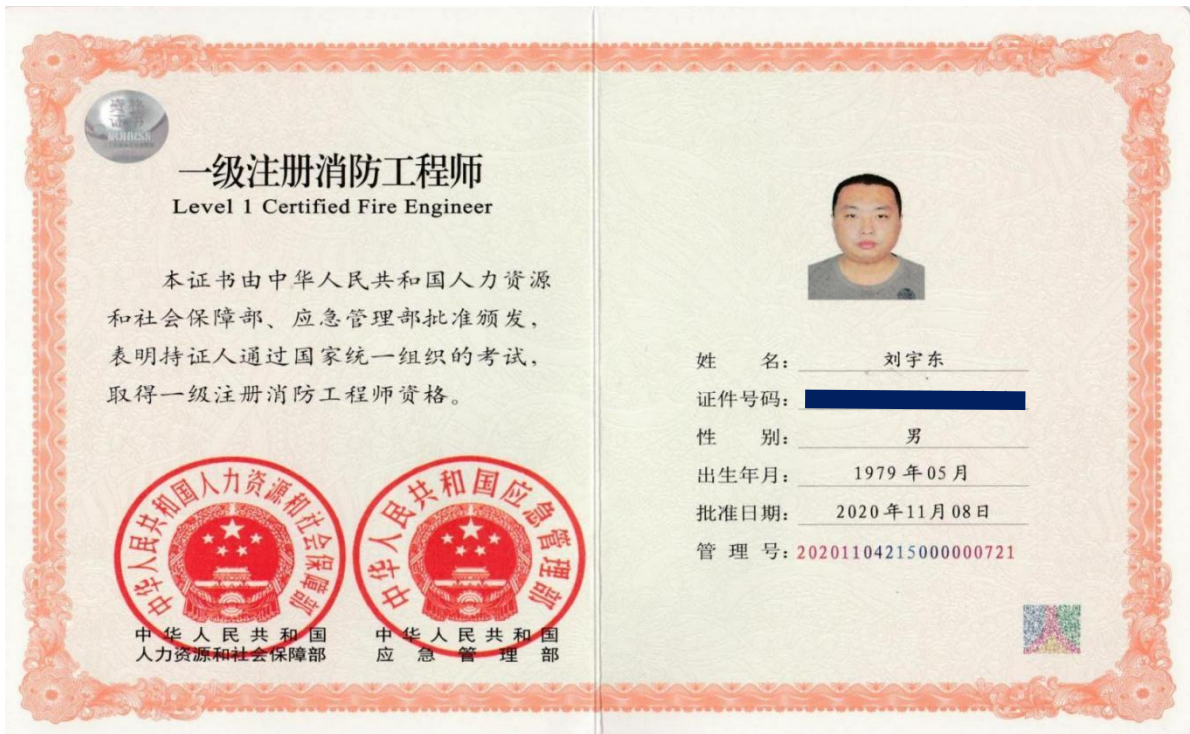 一级注册消防工程师
Level 1 Certified Fire Engineer
本证书由中华人民共和国人力资源
和社会保障部、应急管理部批准颁发，
表明持证人通过国家统一组织的考试，
取得一级注册消防工程师资格。
中华人民共和国人力资源和社会保障部
中华人民共和国应急管理部
中华人民共和国
人力资源和社会保障部
中华人民共和国
应急管理部
姓名：刘宇东
证件号码：
性别：男
出生年月：1979年05月
批准日期：2020年11月08日
管理号：20201104215000000721